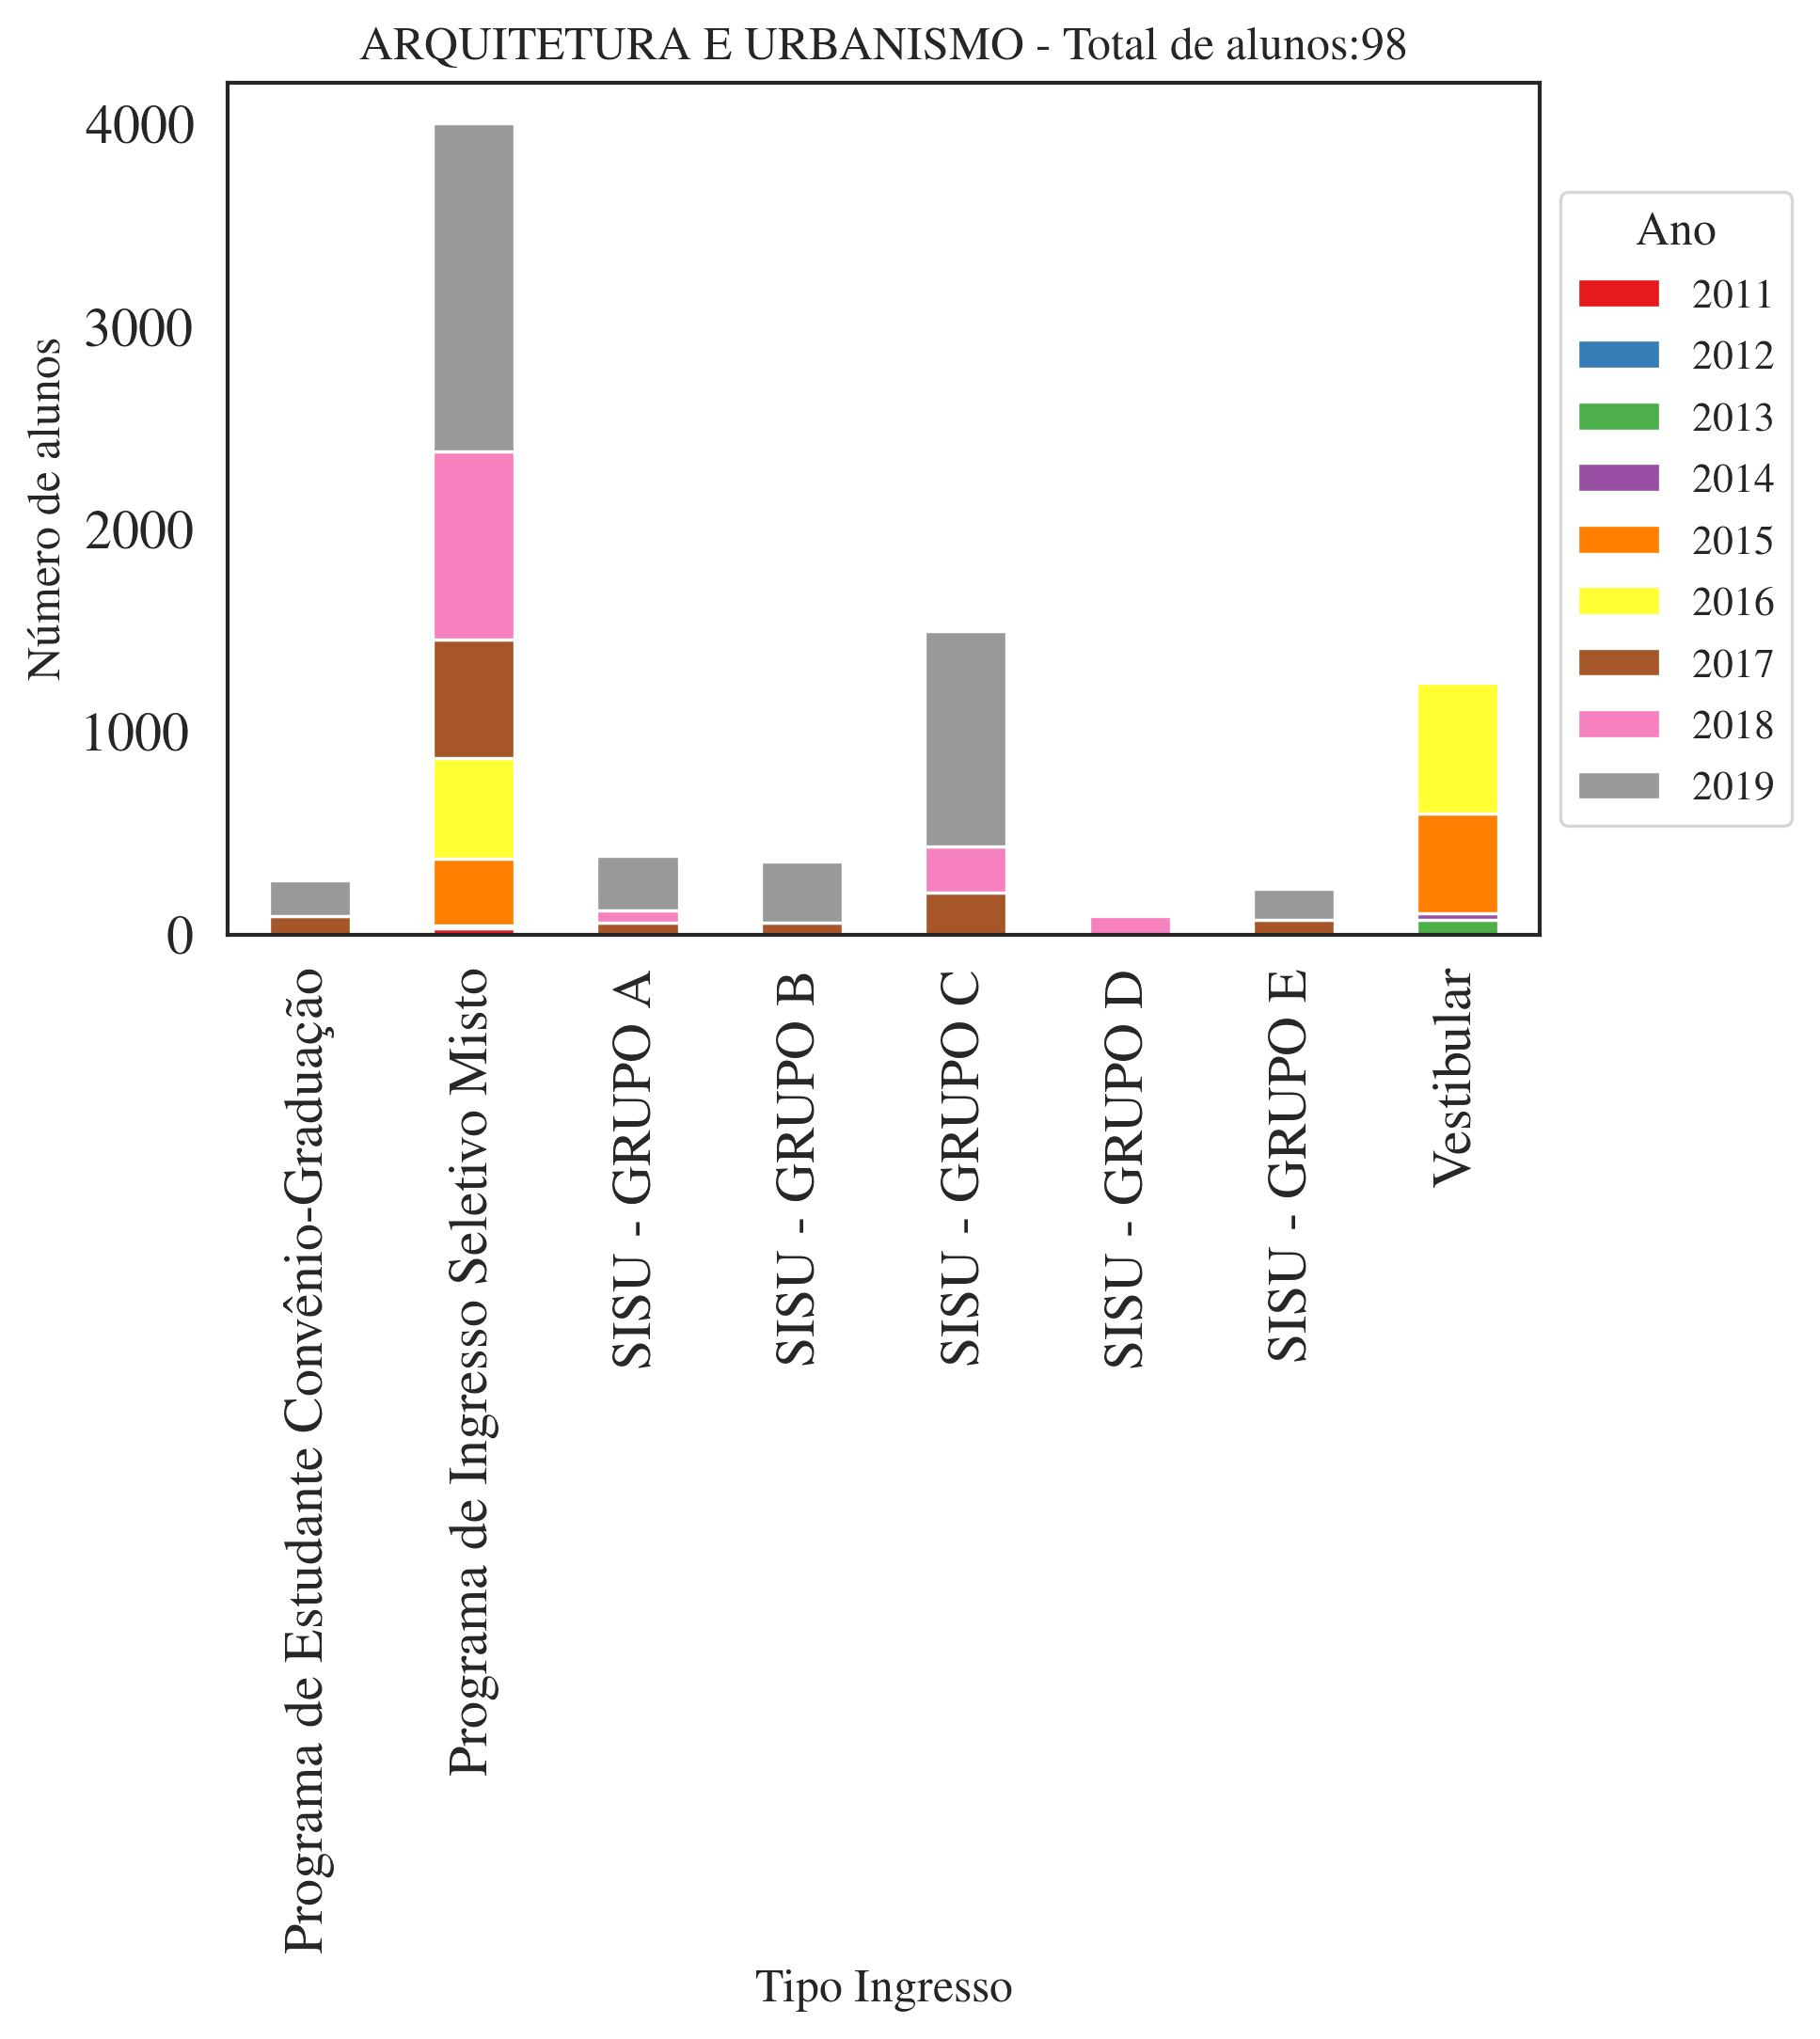 ARQUITETURA E URBANISMO - Total de alunos:98
Número de alunos
4000
3000
2000
1000
0
Ano
2011
2012
2013
2014
2015
2016
2017
2018
2019
Programa de Estudante Convênio-Graduação
Programa de Ingresso Seletivo Misto
SISU - GRUPO A
SISU - GRUPO B
SISU - GRUPO C
SISU - GRUPO D
SISU - GRUPO E
Vestibular
Tipo Ingresso